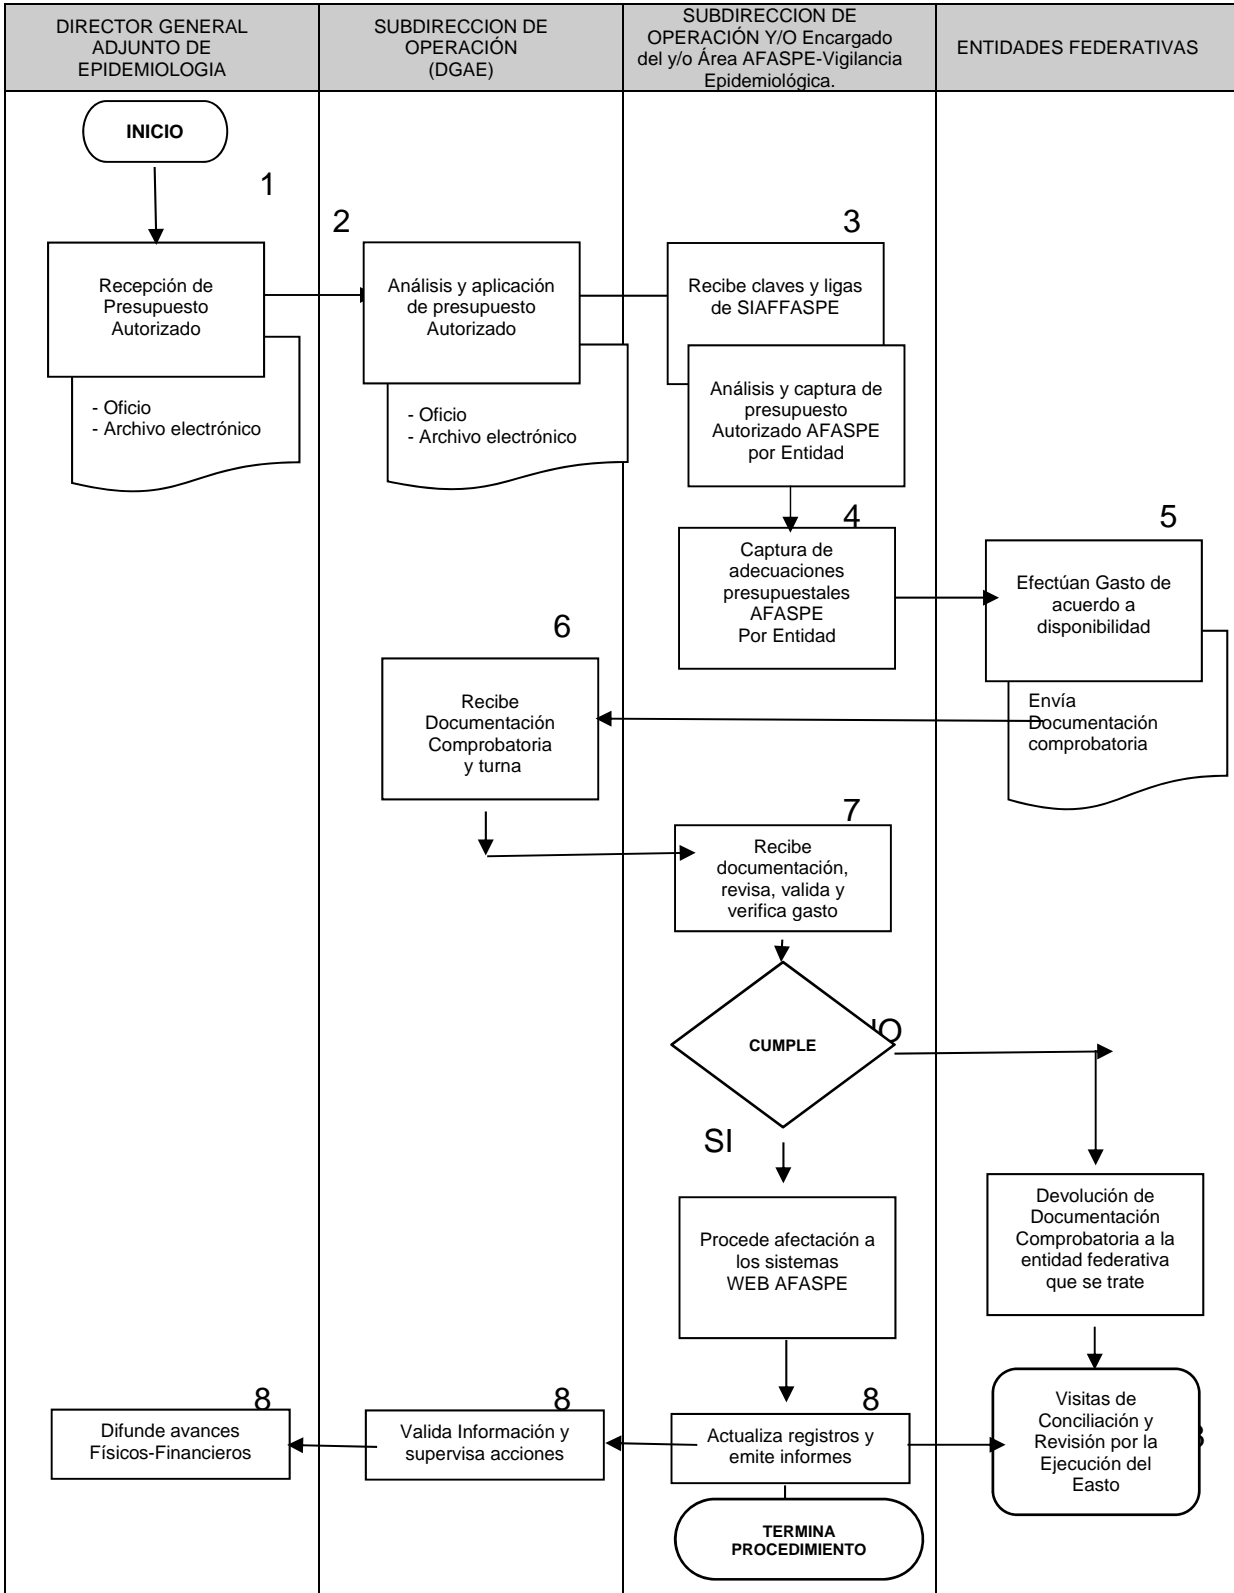 DIRECTOR GENERAL
ADJUNTO DE
EPIDEMIOLOGIA
SUBDIRECCION DE
OPERACIÓN
(DGAE)
SUBDIRECCION DE
OPERACIÓN Y/O Encargado
del y/o Área AFASPE-Vigilancia
Epidemiológica.
ENTIDADES FEDERATIVAS
INICIO
1
Recepción de
Presupuesto
Autorizado
- Oficio
- Archivo electrónico
2
Análisis y aplicación
de presupuesto
Autorizado
- Oficio
- Archivo electrónico
3
Recibe claves y ligas
de SIAFFASPE
Análisis y captura de
presupuesto
Autorizado AFASPE
por Entidad
4
Captura de
adecuaciones
presupuestales
AFASPE
Por Entidad
5
Efectúan Gasto de
acuerdo a
disponibilidad
Envía
Documentación
comprobatoria
6
Recibe
Documentación
Comprobatoria
y turna
7
Recibe
documentación,
revisa, valida y
verifica gasto
CUMPLE
NO
SI
Procede afectación a
los sistemas
WEB AFASPE
Devolución de
Documentación
Comprobatoria a la
entidad federativa
que se trate
8
Difunde avances
Físicos-Financieros
8
Valida Información y
supervisa acciones
8
Actualiza registros y
emite informes
Visitas de
Conciliación y
Revisión por la
Ejecución del
Easto
TERMINA
PROCEDIMIENTO